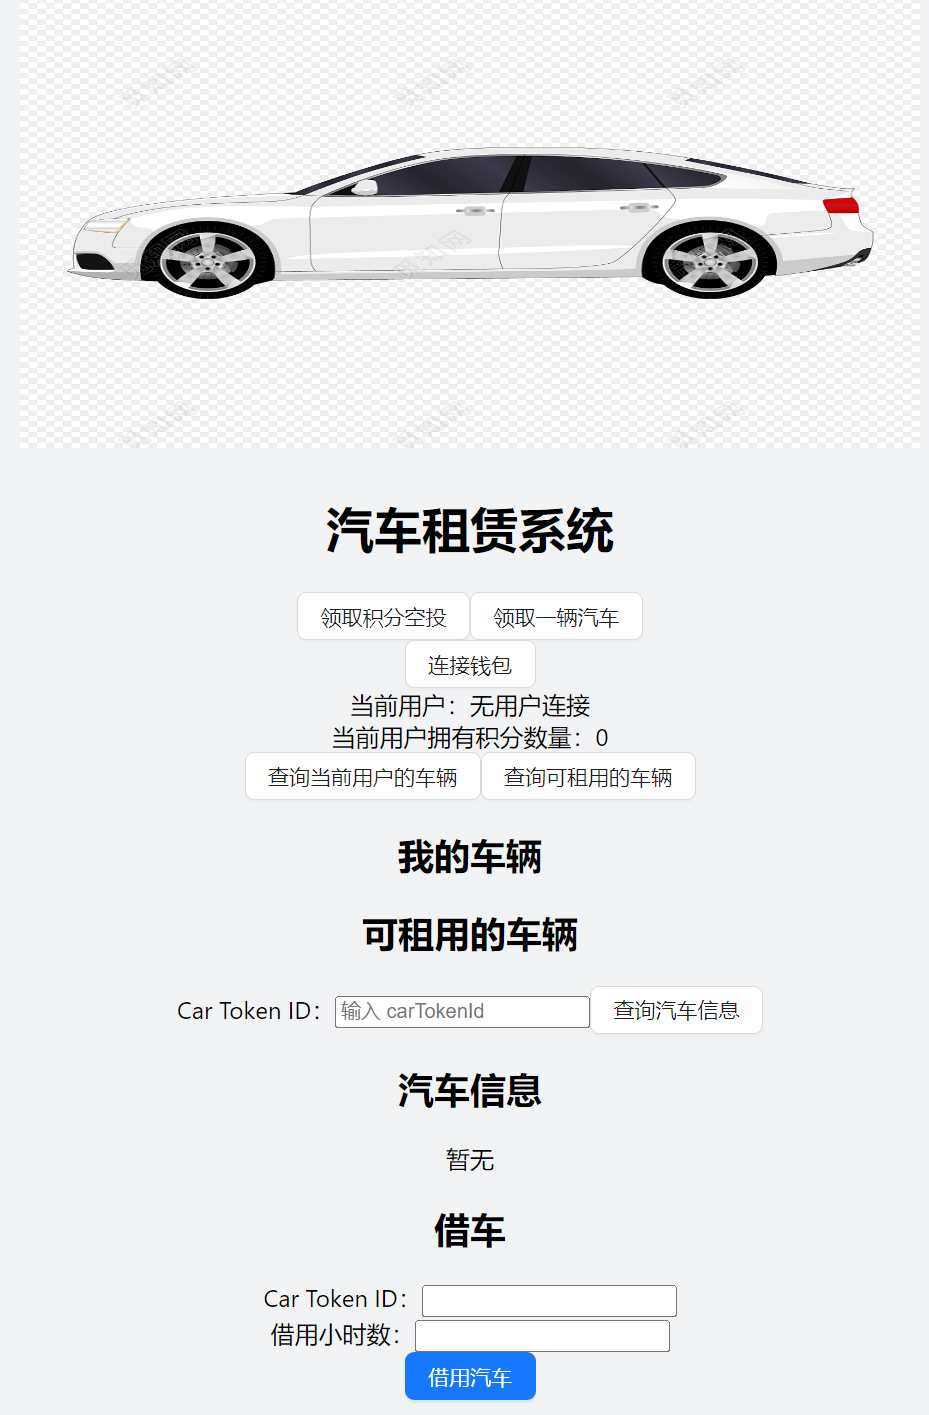 汽车租赁系统
领取积分空投 领取一辆汽车
连接钱包
当前用户：无用户连接
当前用户拥有积分数量：0
查询当前用户的车辆 查询可租用的车辆
我的车辆
可租用的车辆
Car Token ID： 输入 carTokenId 查询汽车信息
汽车信息
暂无
借车
Car Token ID：
借用小时数：
借用汽车